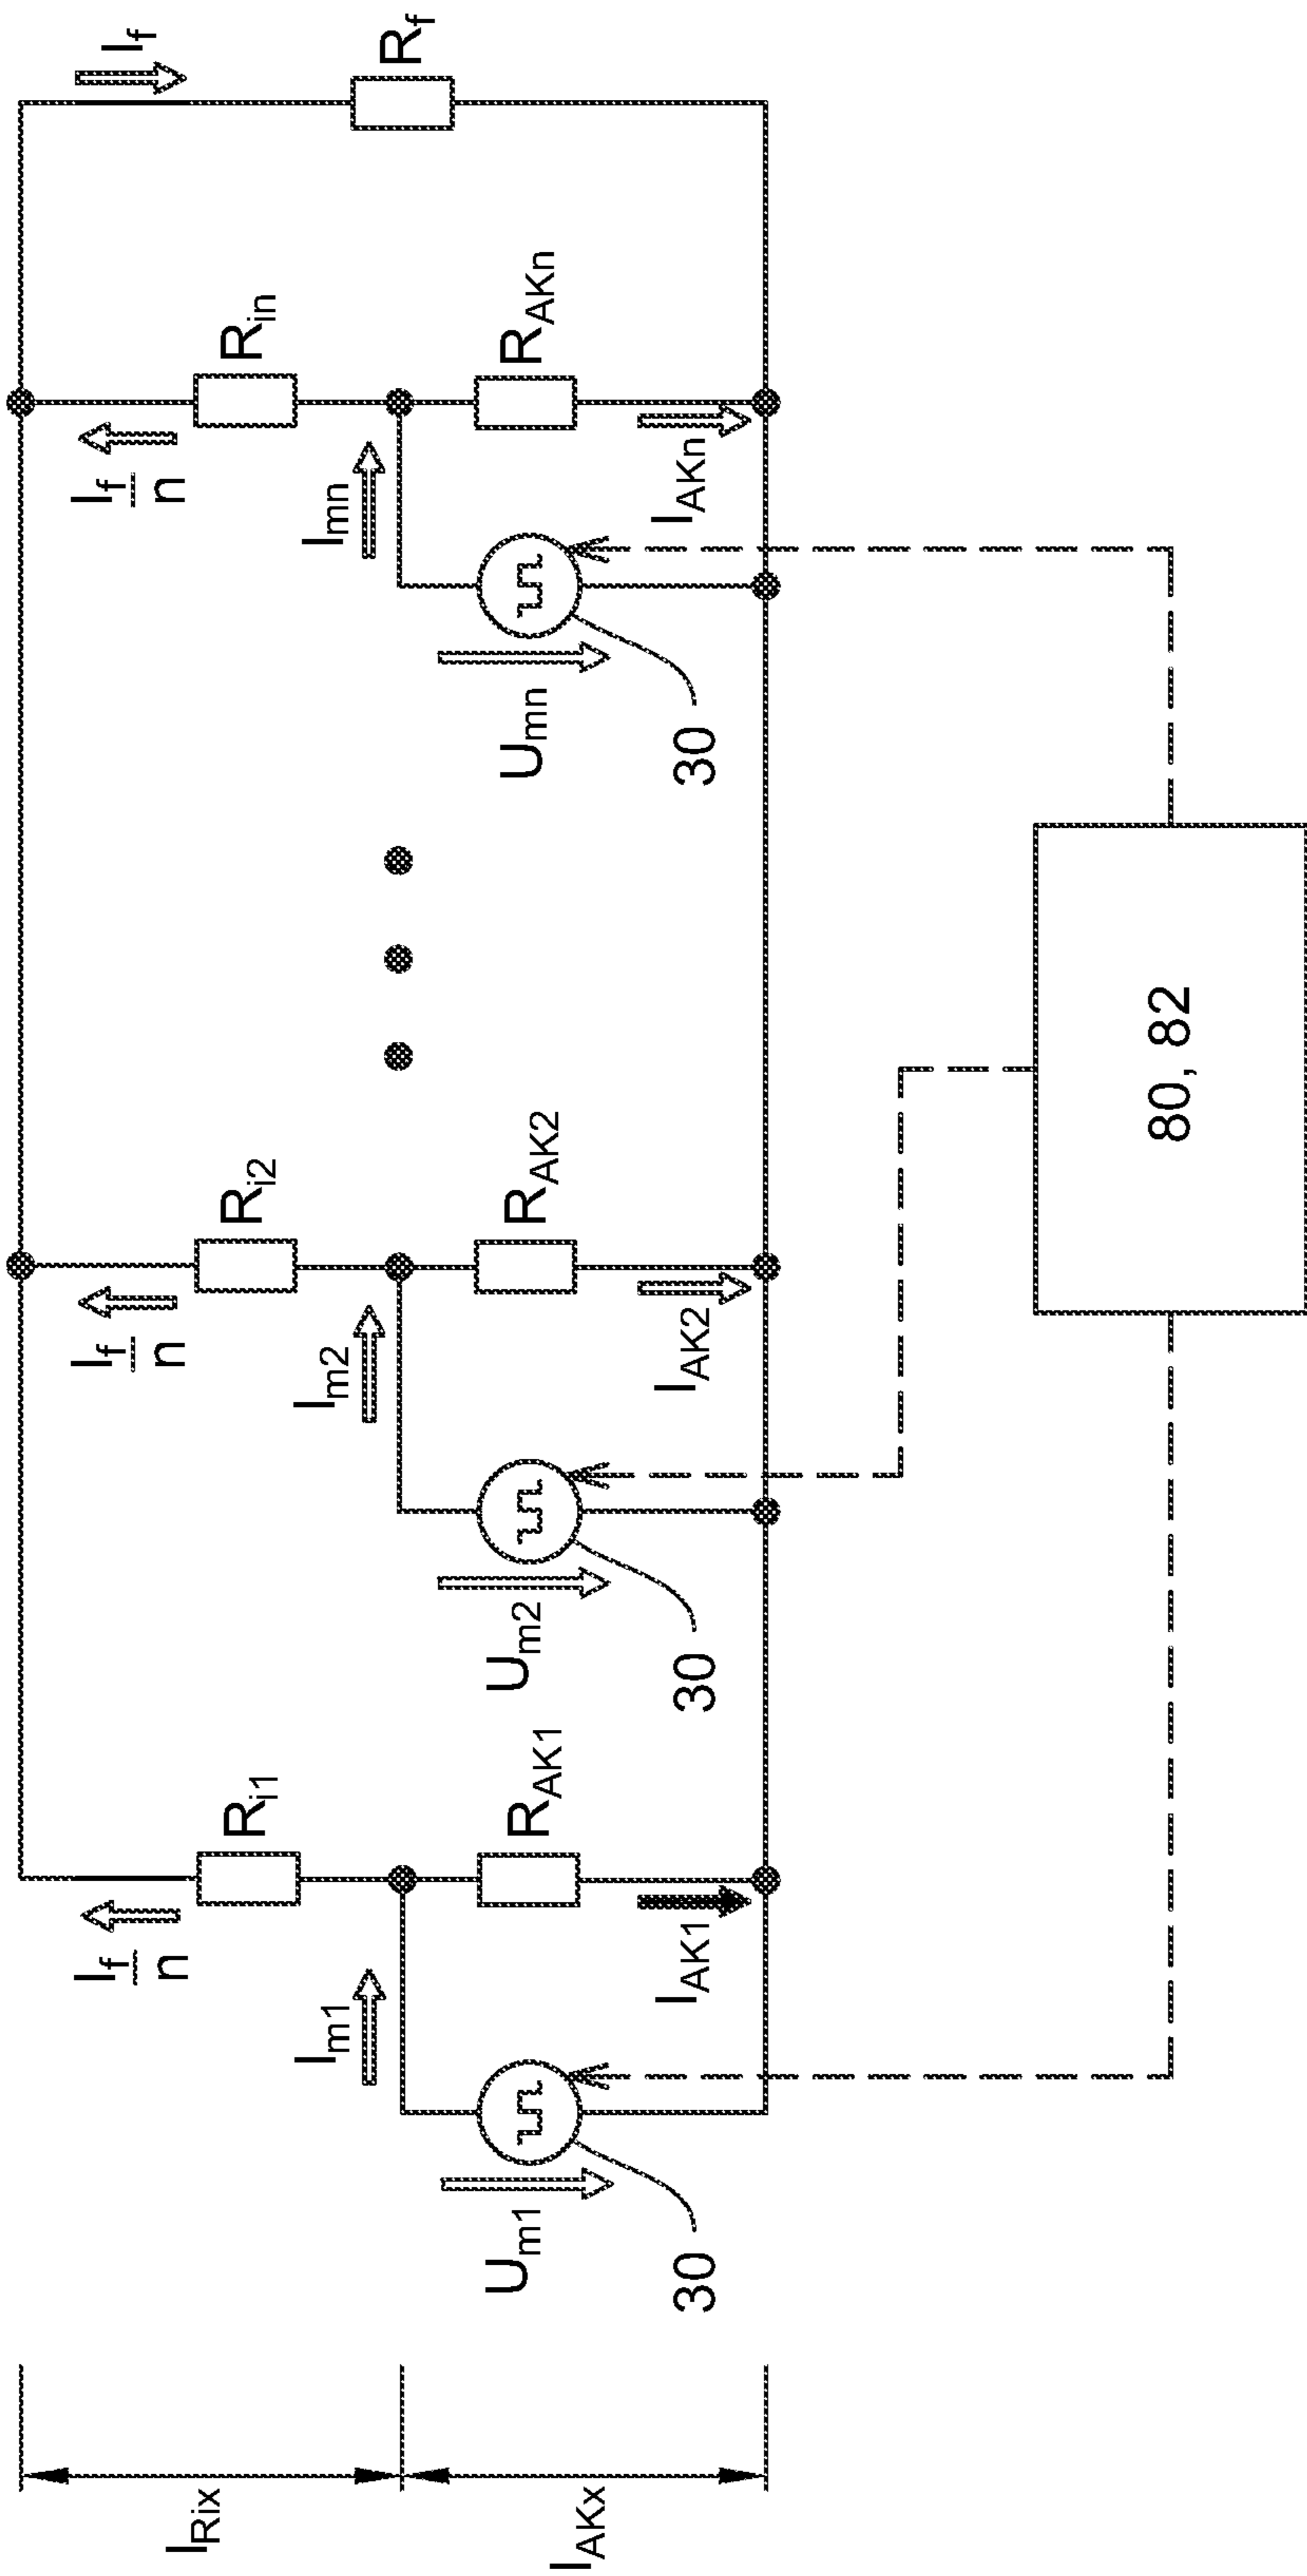 I_Rix
I_AKx
I_f
n
R_i1
I_m1
U_m1
R_AK1
I_AK1
30
I_f
n
R_i2
I_m2
U_m2
R_AK2
I_AK2
30
I_f
n
R_in
I_mn
U_mn
R_AKn
I_AKn
30
I_f
R_f
80, 82